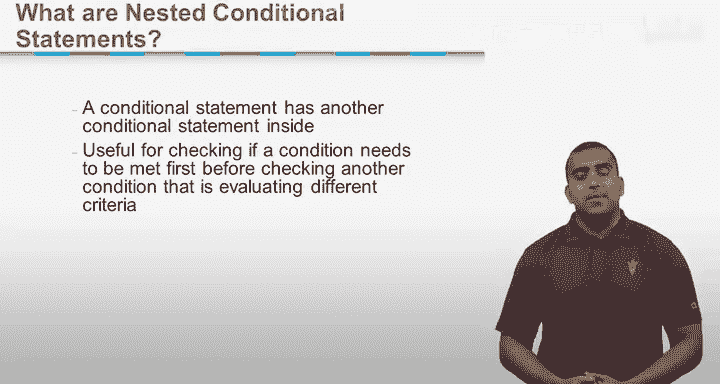 What are Nested Conditional
Statements?
- A conditional statement has another
conditional statement inside
- Useful for checking if a condition needs
to be met first before checking another
condition that is evaluating different
criteria